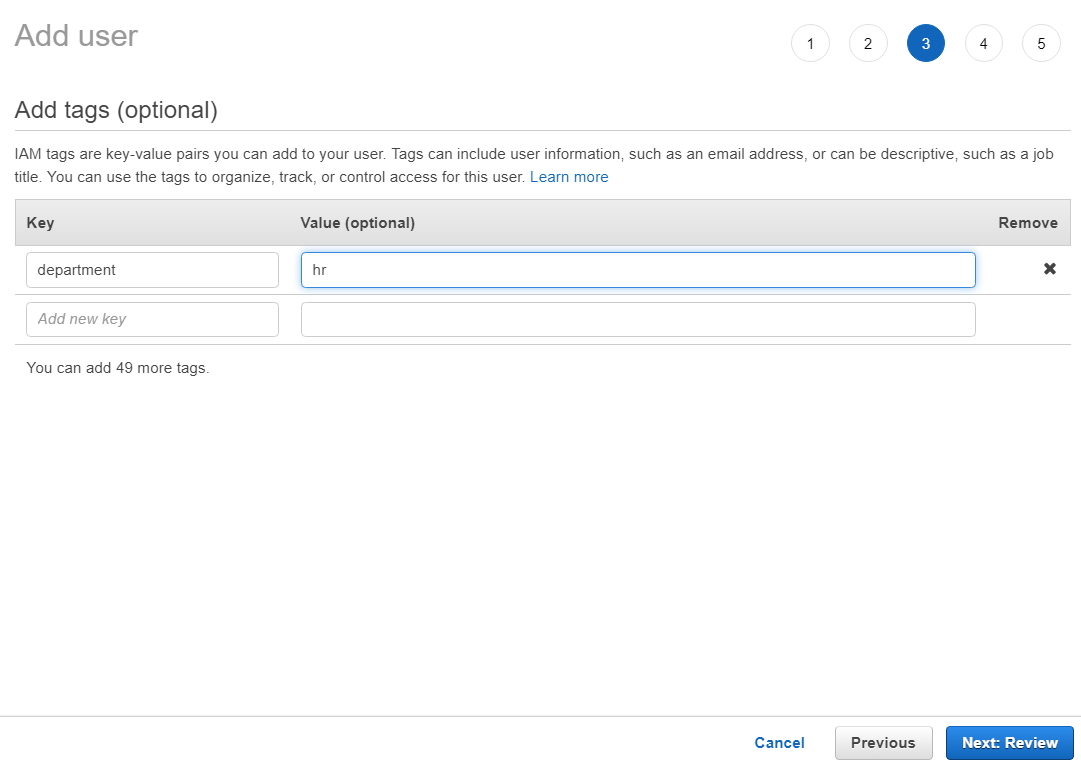 Add user
1 2 3 4 5
Add tags (optional)
IAM tags are key-value pairs you can add to your user. Tags can include user information, such as an email address, or can be descriptive, such as a job
title. You can use the tags to organize, track, or control access for this user. Learn more
Key Value (optional) Remove
department hr
Add new key
You can add 49 more tags.
Cancel Previous Next: Review